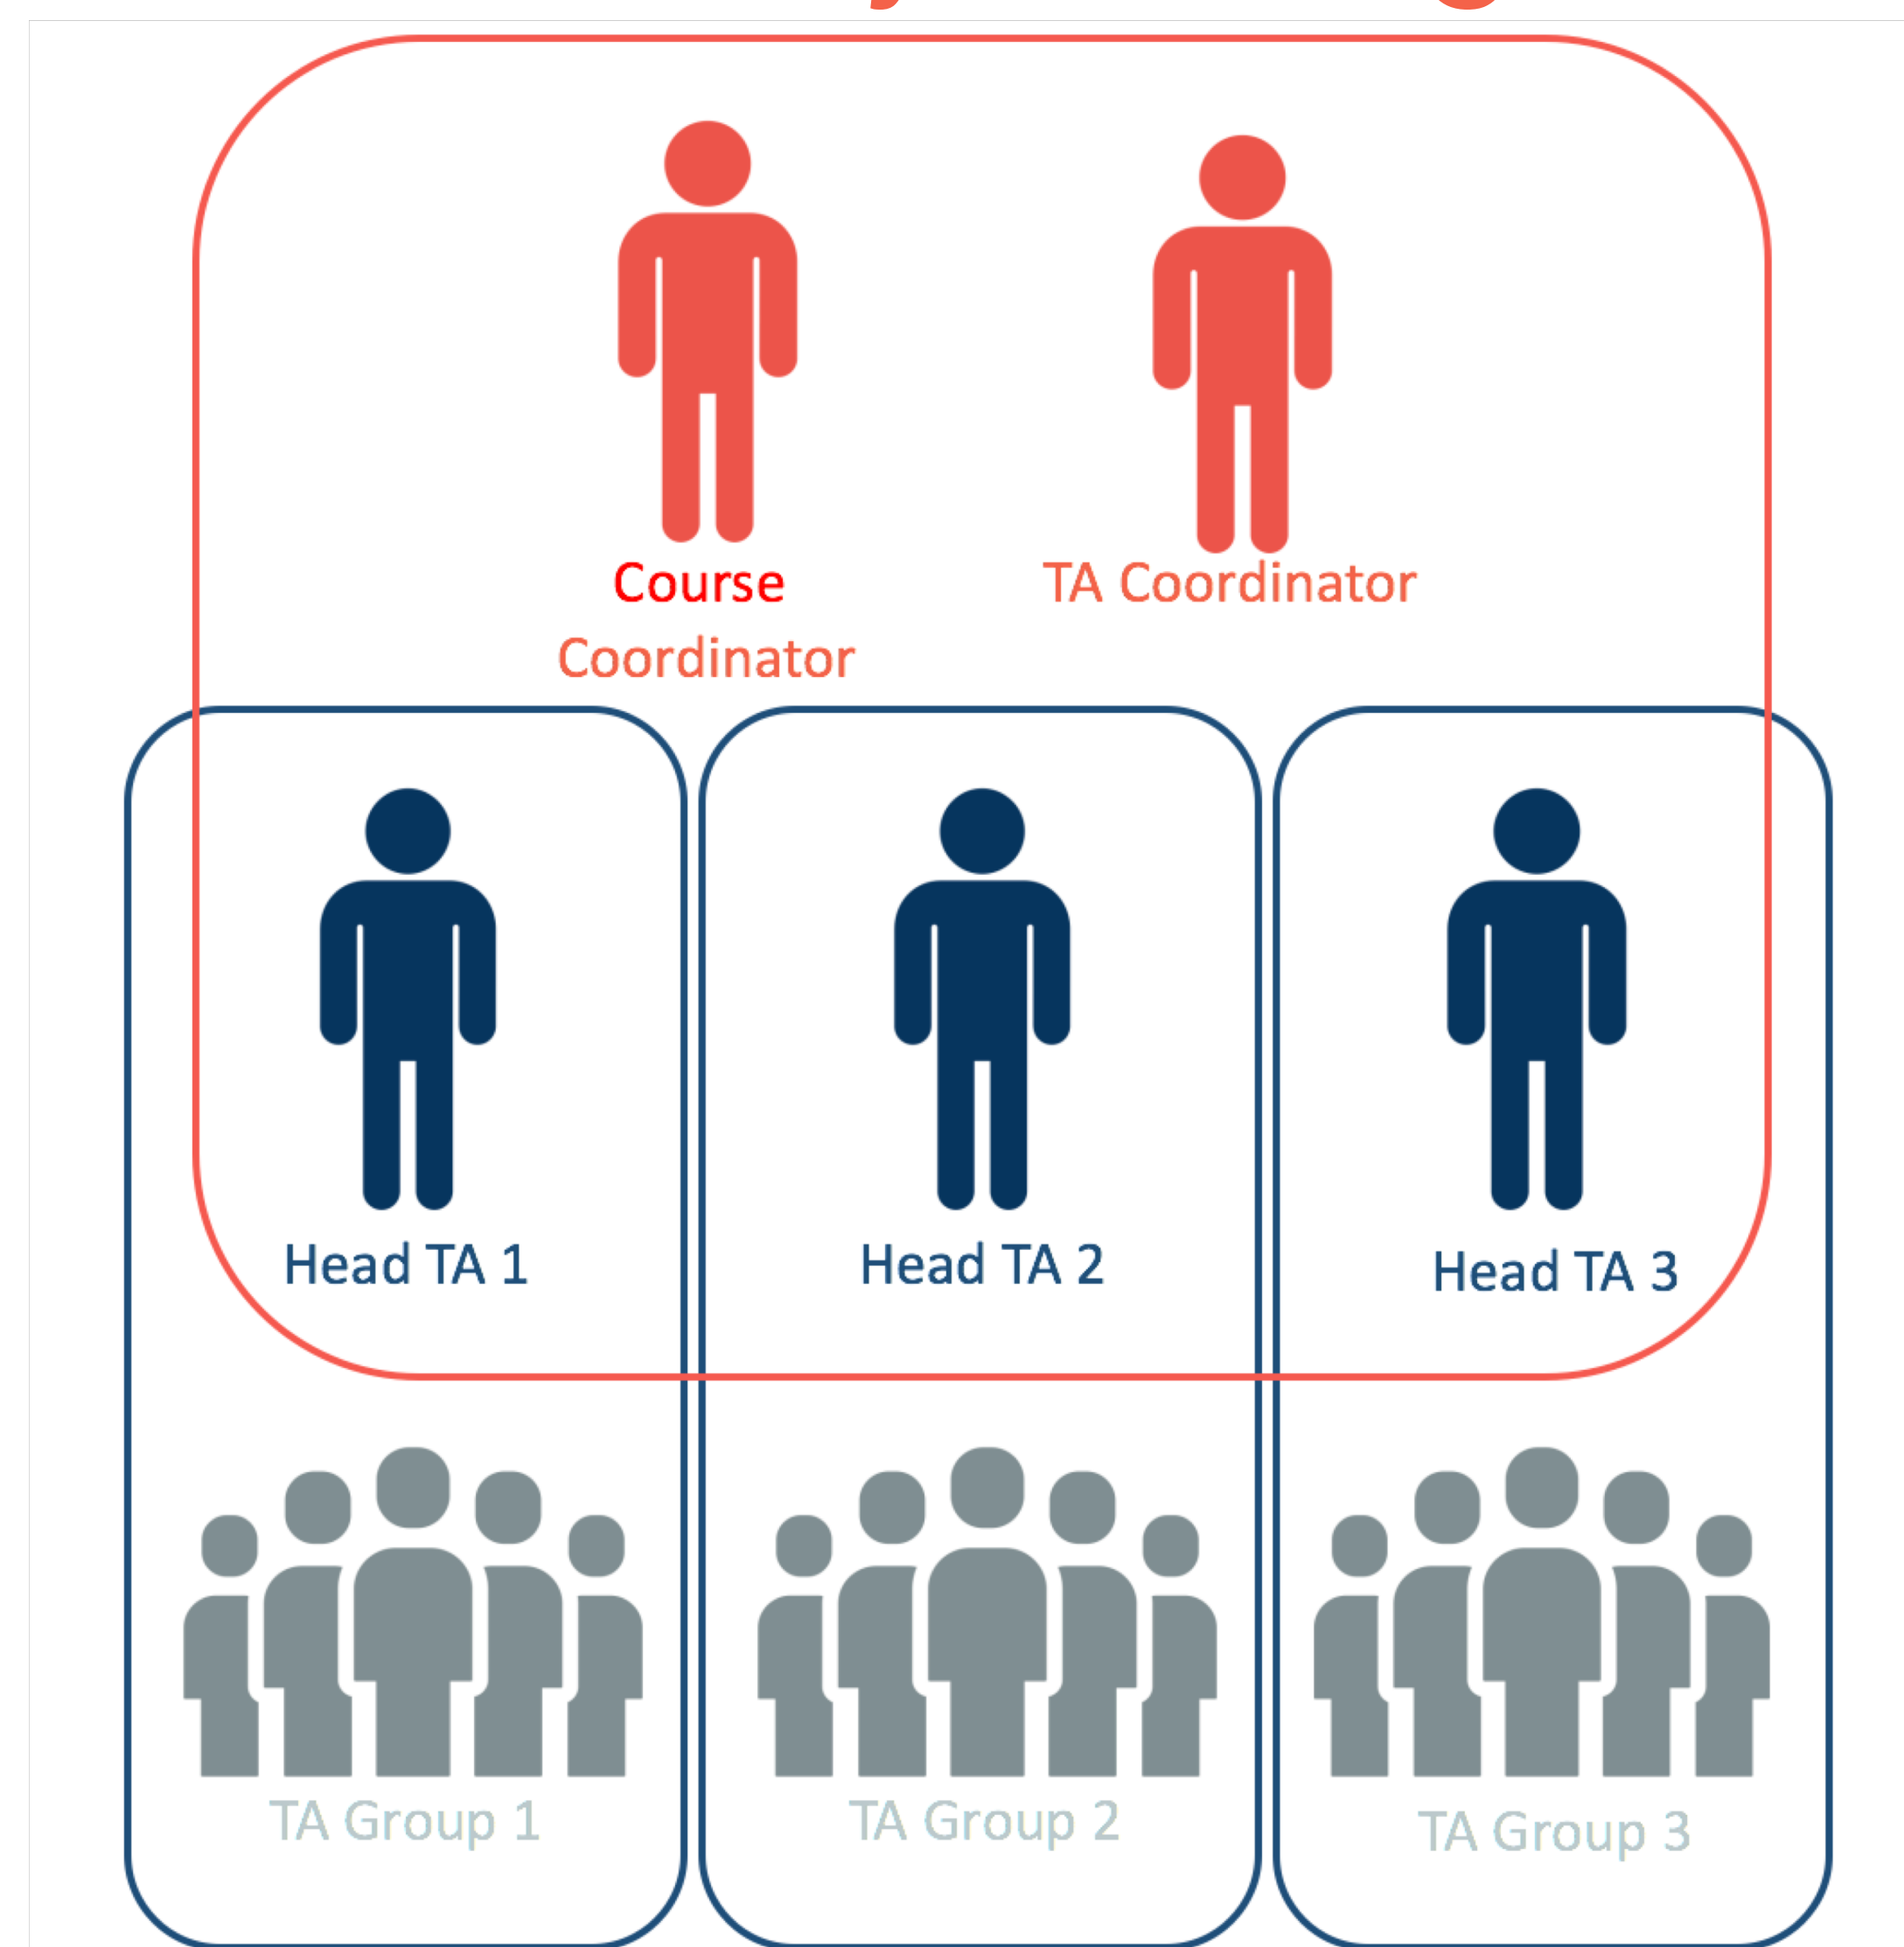 Course
Coordinator
TA Coordinator
Head TA 1
Head TA 2
Head TA 3
TA Group 1
TA Group 2
TA Group 3